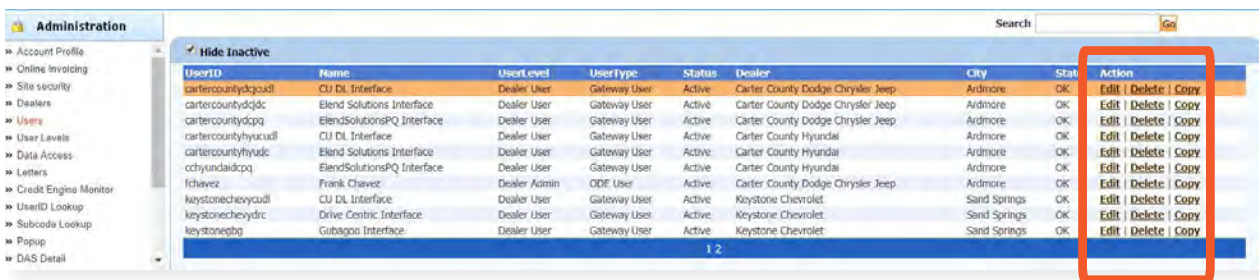 Administration
Search Go
» Account Profile
» Online Invoicing
» Site security
» Dealers
» Users
» User Levels
» Data Access
» Letters
» Credit Engine Monitor
» UserID Lookup
» Subcode Lookup
» Popup
» DAS Detail
Hide Inactive
UserID Name UserLevel UserType Status Dealer City Stat Action
cartercountydcjcudl CU DL Interface Dealer User Gateway User Active Carter County Dodge Chrysler Jeep Ardmore OK Edit | Delete | Copy
cartercountydcjdc Elend Solutions Interface Dealer User Gateway User Active Carter County Dodge Chrysler Jeep Ardmore OK Edit | Delete | Copy
cartercountydcpq ElendSolutionsPQ Interface Dealer User Gateway User Active Carter County Dodge Chrysler Jeep Ardmore OK Edit | Delete | Copy
cartercountyhyucudl CU DL Interface Dealer User Gateway User Active Carter County Hyundai Ardmore OK Edit | Delete | Copy
cartercountyhyudc Elend Solutions Interface Dealer User Gateway User Active Carter County Hyundai Ardmore OK Edit | Delete | Copy
cchyundaidcpq ElendSolutionsPQ Interface Dealer User Gateway User Active Carter County Hyundai Ardmore OK Edit | Delete | Copy
fchavez Frank Chavez Dealer Admin ODE User Active Carter County Dodge Chrysler Jeep Ardmore OK Edit | Delete | Copy
keystonechevycudl CU DL Interface Dealer User Gateway User Active Keystone Chevrolet Sand Springs OK Edit | Delete | Copy
keystonechevydrc Drive Centric Interface Dealer User Gateway User Active Keystone Chevrolet Sand Springs OK Edit | Delete | Copy
keystonegbg Gubagoo Interface Dealer User Gateway User Active Keystone Chevrolet Sand Springs OK Edit | Delete | Copy
1 2